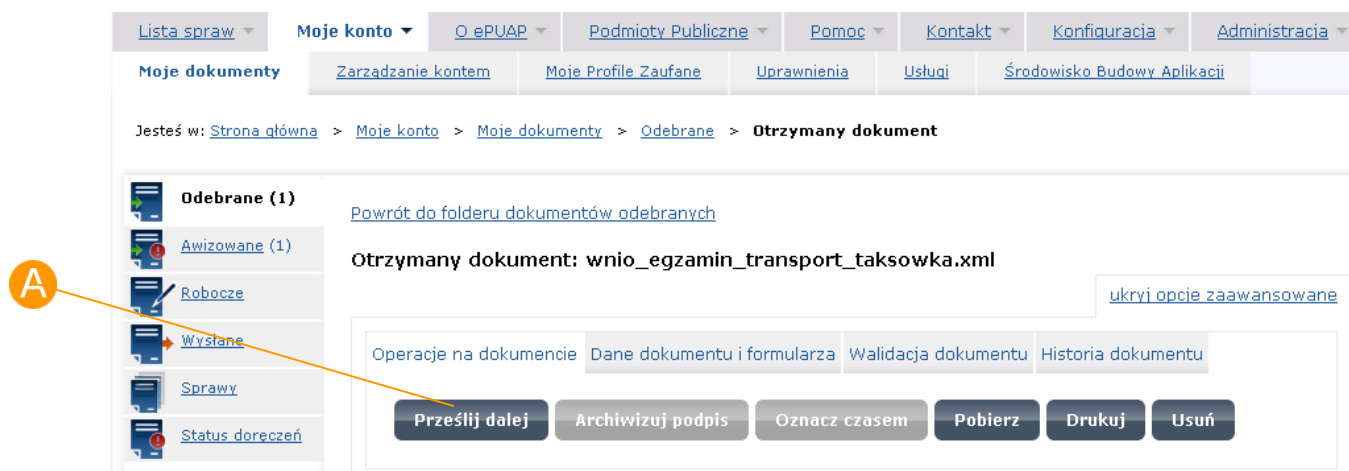 Lista spraw Moje konto O ePUAP Podmioty Publiczne Pomoc Kontakt Konfiguracja Administracja
Moje dokumenty Zarządzanie kontem Moje Profile Zaufane Uprawnienia Usługi Środowisko Budowy Aplikacji
Jesteś w: Strona główna > Moje konto > Moje dokumenty > Odebrane > Otrzymany dokument
Odebrane (1)
Awizowane (1)
Robocze
Wysłane
Sprawy
Status doręczeń
Powrót do folderu dokumentów odebranych
Otrzymany dokument: wnio_egzamin_transport_taksowka.xml
ukryj opcje zaawansowane
Operacje na dokumencie Dane dokumentu i formularza Walidacja dokumentu Historia dokumentu
Prześlij dalej Archiwizuj podpis Oznacz czasem Pobierz Drukuj Usuń
A